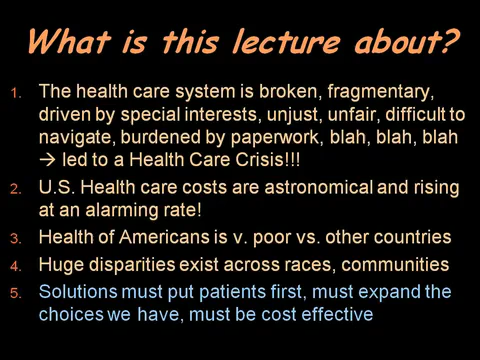 What is this lecture about?
1. The health care system is broken, fragmentary,
driven by special interests, unjust, unfair, difficult to
navigate, burdened by paperwork, blah, blah, blah
→ led to a Health Care Crisis!!!
2. U.S. Health care costs are astronomical and rising
at an alarming rate!
3. Health of Americans is v. poor vs. other countries
4. Huge disparities exist across races, communities
5. Solutions must put patients first, must expand the
choices we have, must be cost effective